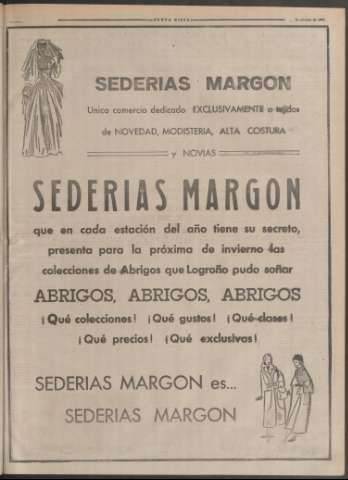 NUEVA RIOJA
SEDERIAS MARGON
Unico comercio dedicado EXCLUSIVAMENTE a tejidos
de NOVEDAD, MODISTERIA, ALTA COSTURA
y NOVIAS
SEDERIAS MARGON
que en cada estación del año tiene su secreto,
presenta para la próxima de invierno las
colecciones de Abrigos que Logroño pudo soñar
ABRIGOS, ABRIGOS, ABRIGOS
¡Qué colecciones! ¡Qué gustos! ¡Qué clases!
¡Qué precios! ¡Qué exclusivas!
SEDERIAS MARGON es...
SEDERIAS MARGON